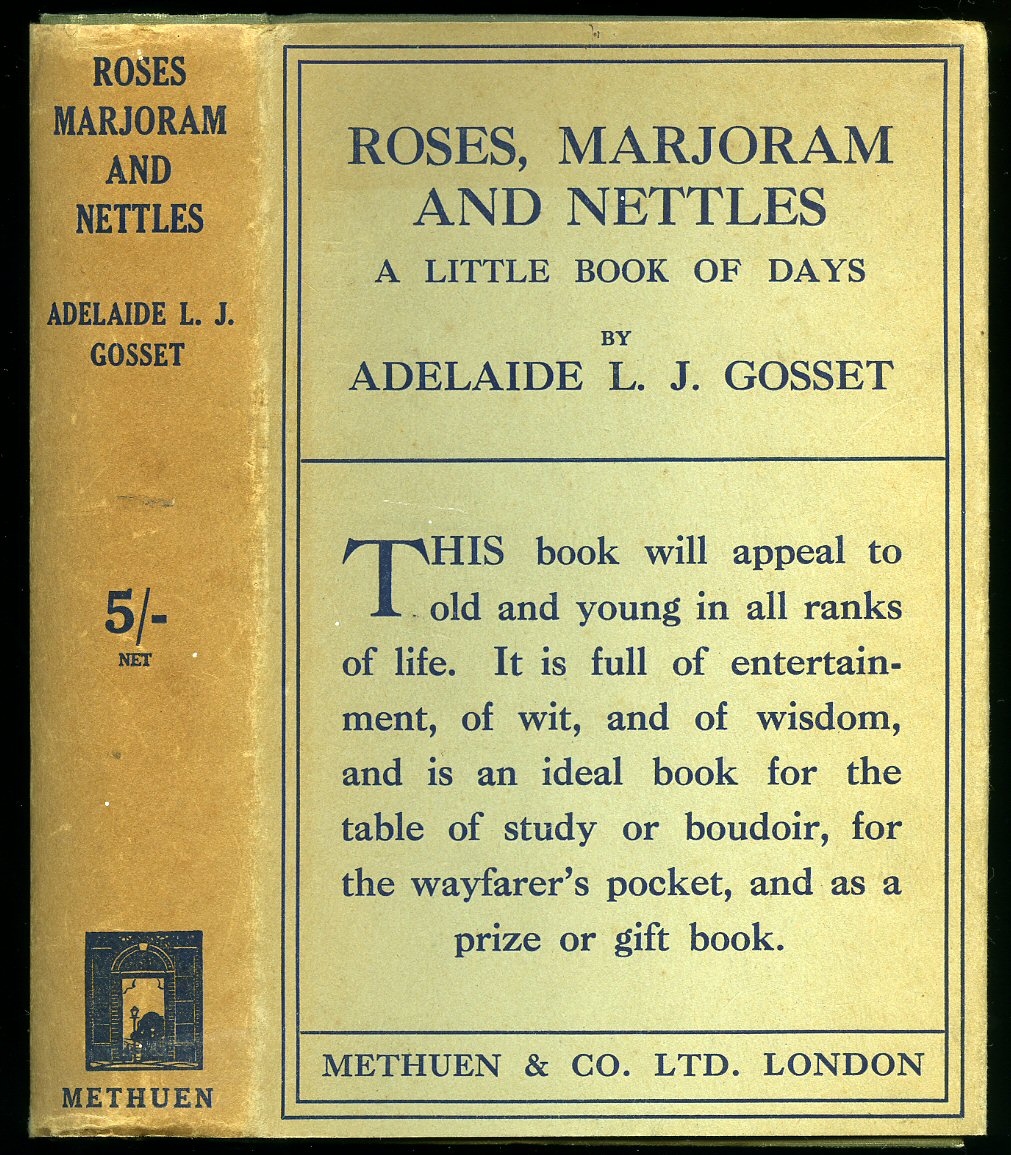 ROSES
MARJORAM
AND
NETTLES
ADELAIDE L. J.
GOSSET
5/-
NET
METHUEN
ROSES, MARJORAM
AND NETTLES
A LITTLE BOOK OF DAYS
BY
ADELAIDE L. J. GOSSET
THIS book will appeal to
old and young in all ranks
of life. It is full of entertain-
ment, of wit, and of wisdom,
and is an ideal book for the
table of study or boudoir, for
the wayfarer's pocket, and as a
prize or gift book.
METHUEN & CO. LTD. LONDON